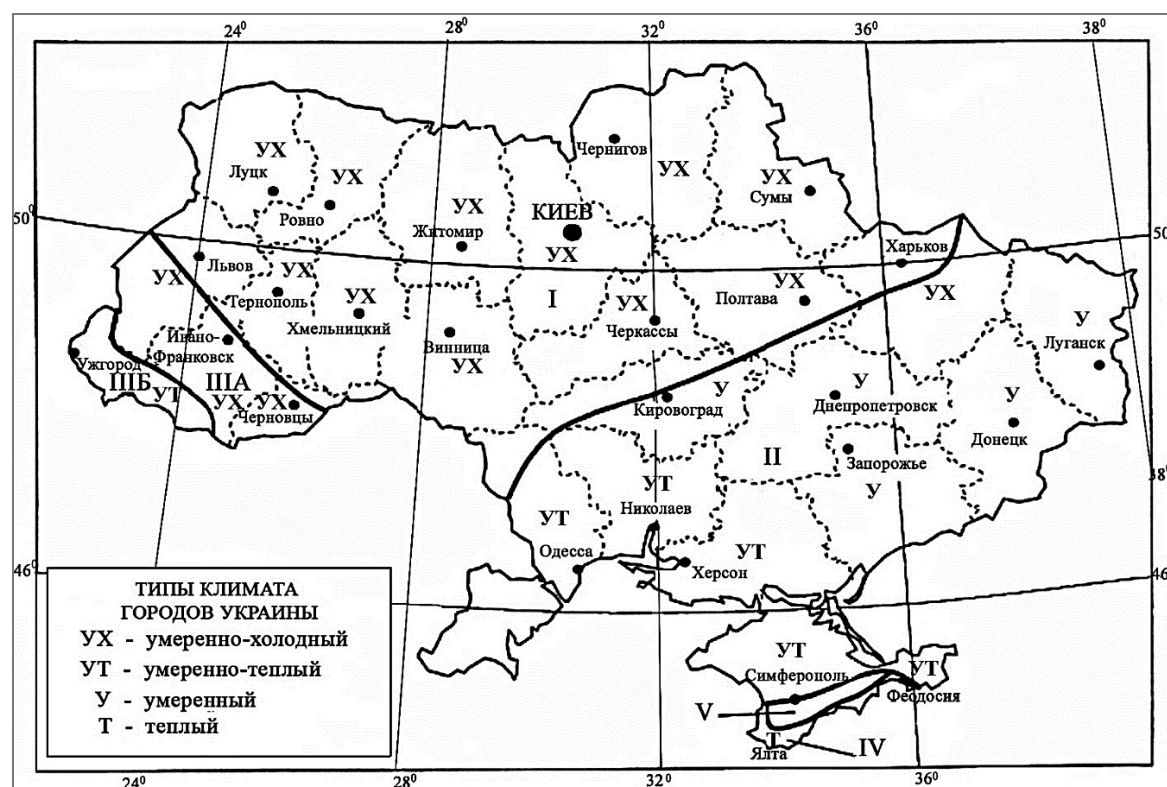 24⁰ 28⁰ 32⁰ 36⁰ 38⁰
Чернигов
УХ
Луцк
УХ
УХ
УХ
Сумы
50⁰
Ровно
УХ
Житомир
КИЕВ
УХ
50⁰
Харьков
Львов
УХ
УХ
Тернополь
УХ
Хмельницкий
I
УХ
Черкассы
УХ
Полтава
УХ
У
Луганск
Винница
УХ
Ивано-
Франковск
Ужгород
IIIБ
УТ
IIIА
УХ
УХ
Черновцы
У
Кировоград
У
Днепропетровск
Донецк
II
Запорожье
У
38⁰
УТ
Николаев
УТ
Одесса
УТ
Херсон
46⁰
46⁰
ТИПЫ КЛИМАТА
ГОРОДОВ УКРАИНЫ
УХ - умеренно-холодный
УТ - умеренно-теплый
У - умеренный
Т - теплый
УТ
Симферополь
УТ
Феодосия
V
Т
Ялта
IV
24⁰ 28⁰ 32⁰ 36⁰